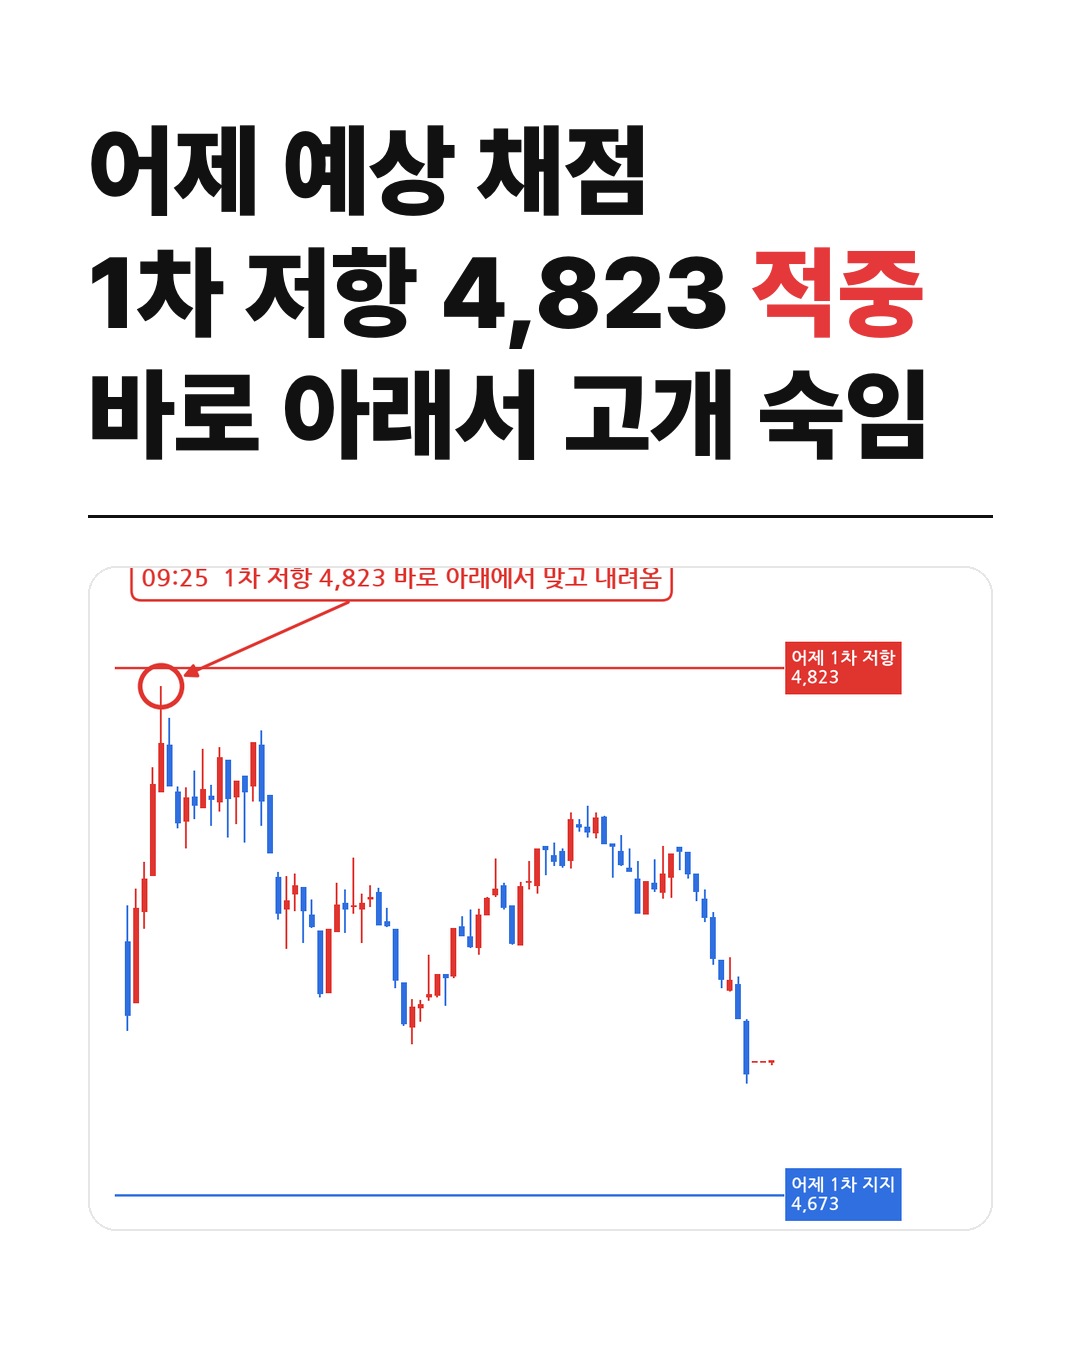 어제 예상 채점
1차 저항 4,823 적중
바로 아래서 고개 숙임
09:25 1차 저항 4,823 바로 아래에서 맞고 내려옴
어제 1차 저항
4,823
어제 1차 지지
4,673